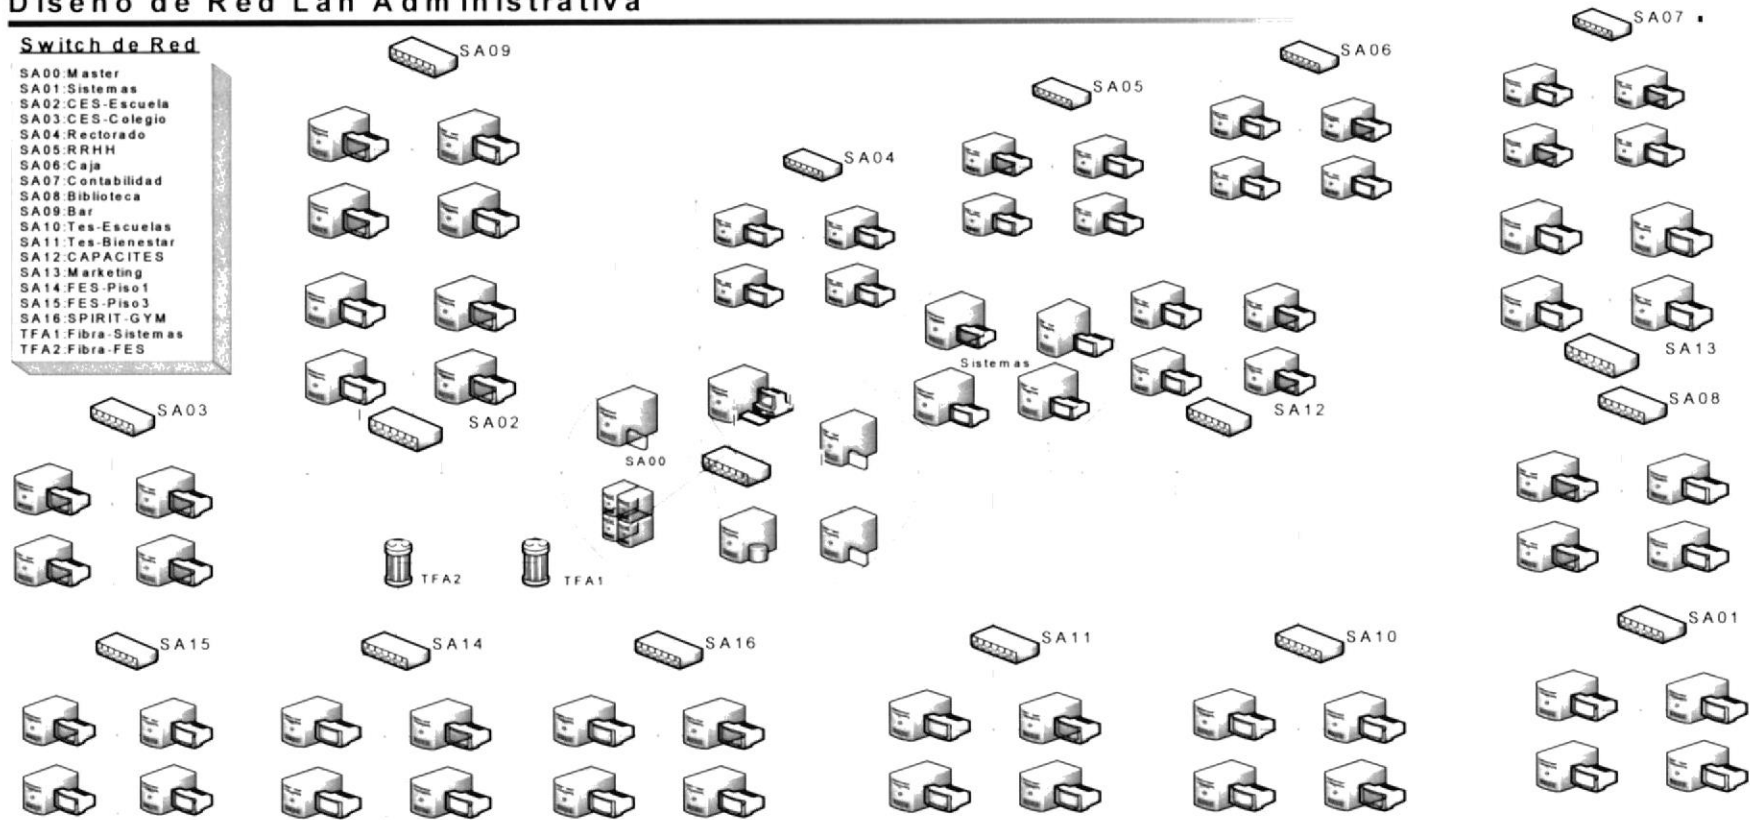 Diseño de Red Lan Administrativa
Switch de Red
SA00:Master
SA01:Sistemas
SA02:CES-Escuela
SA03:CES-Colegio
SA04:Rectorado
SA05:RRHH
SA06:Caja
SA07:Contabilidad
SA08:Biblioteca
SA09:Bar
SA10:Tes-Escuelas
SA11:Tes-Bienestar
SA12:CAPACITES
SA13:Marketing
SA14:FES-Piso1
SA15:FES-Piso3
SA16:SPIRIT-GYM
TFA1:Fibra-Sistemas
TFA2:Fibra-FES
SA09
SA07
SA06
SA05
SA04
SA13
Sistemas
SA08
SA03
SA02
SA12
SA00
TFA2
TFA1
SA01
SA15
SA14
SA16
SA11
SA10